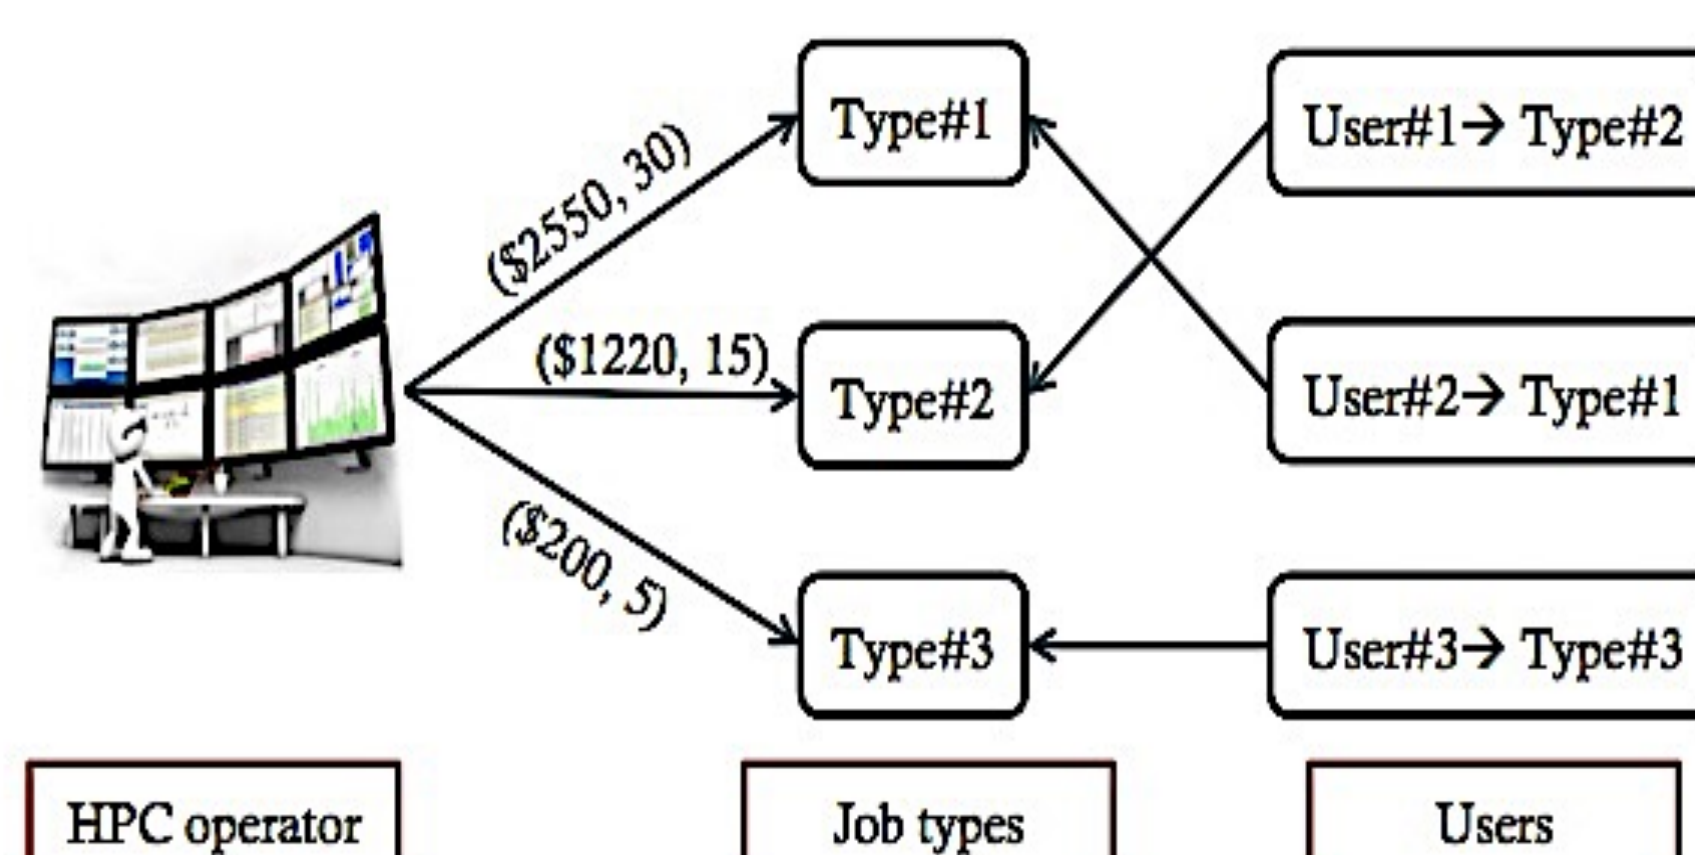 ($2550, 30)
($1220, 15)
($200, 5)
Type#1
Type#2
Type#3
User#1→ Type#2
User#2→ Type#1
User#3→ Type#3
HPC operator
Job types
Users